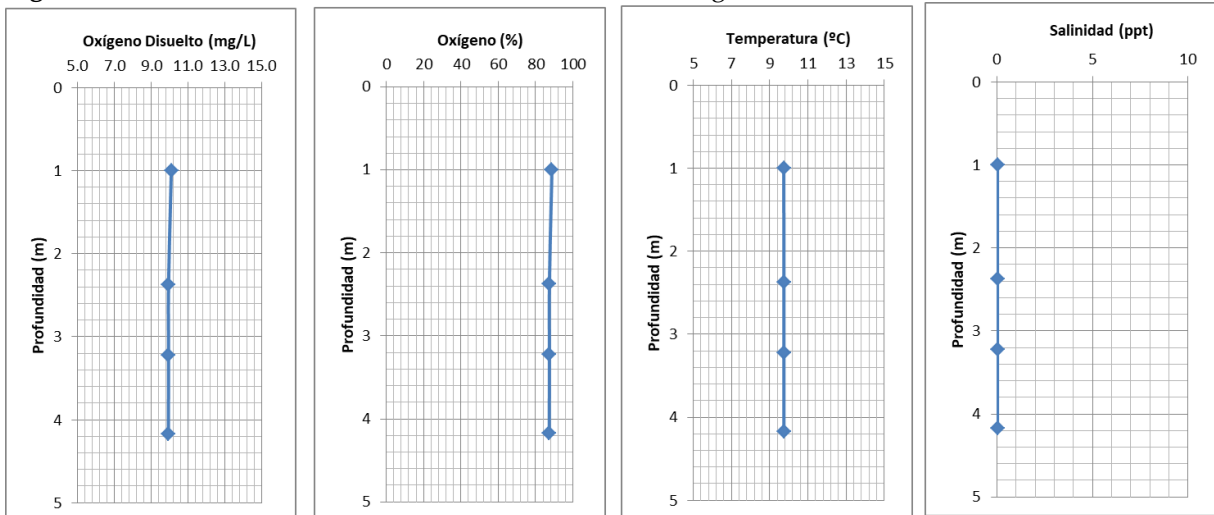 Oxígeno Disuelto (mg/L)
5.0 7.0 9.0 11.0 13.0 15.0
0
1
2
3
4
5
Profundidad (m)
Oxígeno (%)
0 20 40 60 80 100
0
1
2
3
4
5
Profundidad (m)
Temperatura (ºC)
5 7 9 11 13 15
0
1
2
3
4
5
Profundidad (m)
Salinidad (ppt)
0 5 10
0
1
2
3
4
5
Profundidad (m)